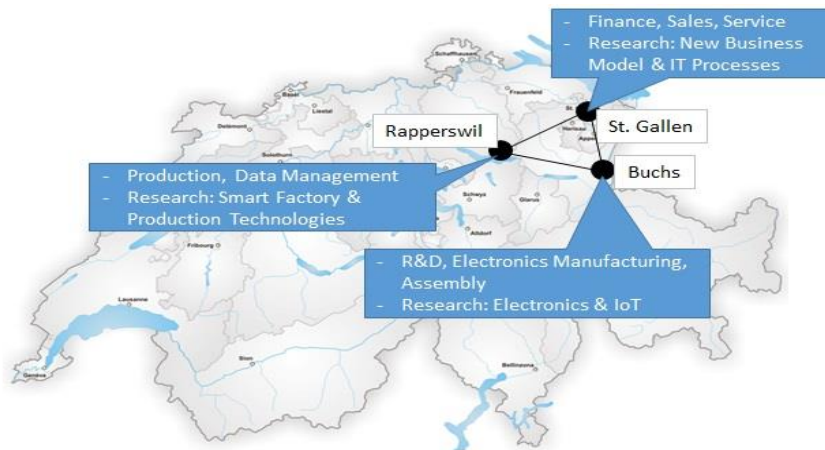 - Finance, Sales, Service
- Research: New Business
Model & IT Processes
Schaffhausen
Basel
Frauenfeld
Liestal
St.
Delémont
Herisau
Appe
Rapperswil
St. Gallen
Solothurn
Buchs
- Production, Data Management
- Research: Smart Factory &
Production Technologies
Schwyz
Glarus
Altdorf
Fribourg
- R&D, Electronics Manufacturing,
Assembly
- Research: Electronics & IoT
Lausanne
Sion
Genève
Bellinzona